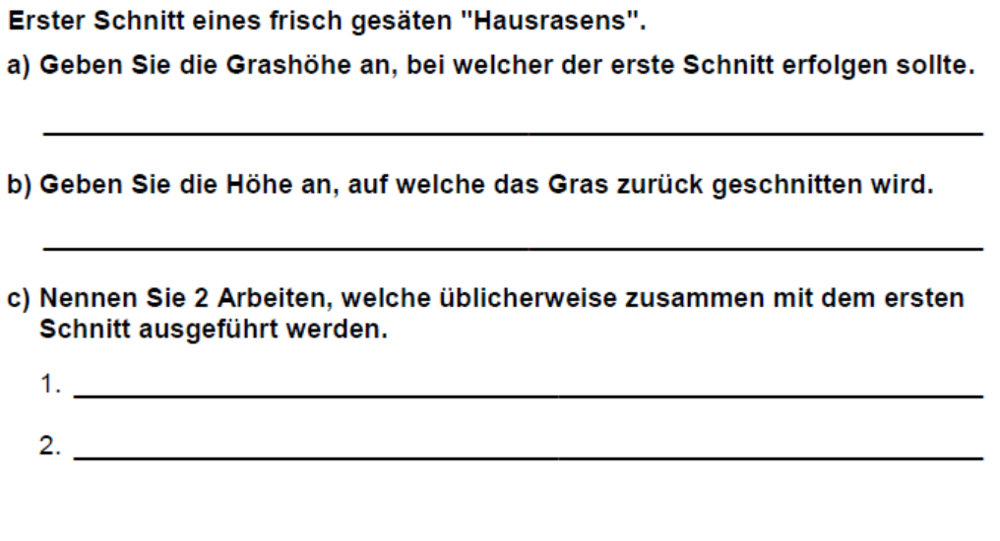 Erster Schnitt eines frisch gesäten "Hausrasens".
a) Geben Sie die Grashöhe an, bei welcher der erste Schnitt erfolgen sollte.
b) Geben Sie die Höhe an, auf welche das Gras zurück geschnitten wird.
c) Nennen Sie 2 Arbeiten, welche üblicherweise zusammen mit dem ersten
Schnitt ausgeführt werden.
1.
2.